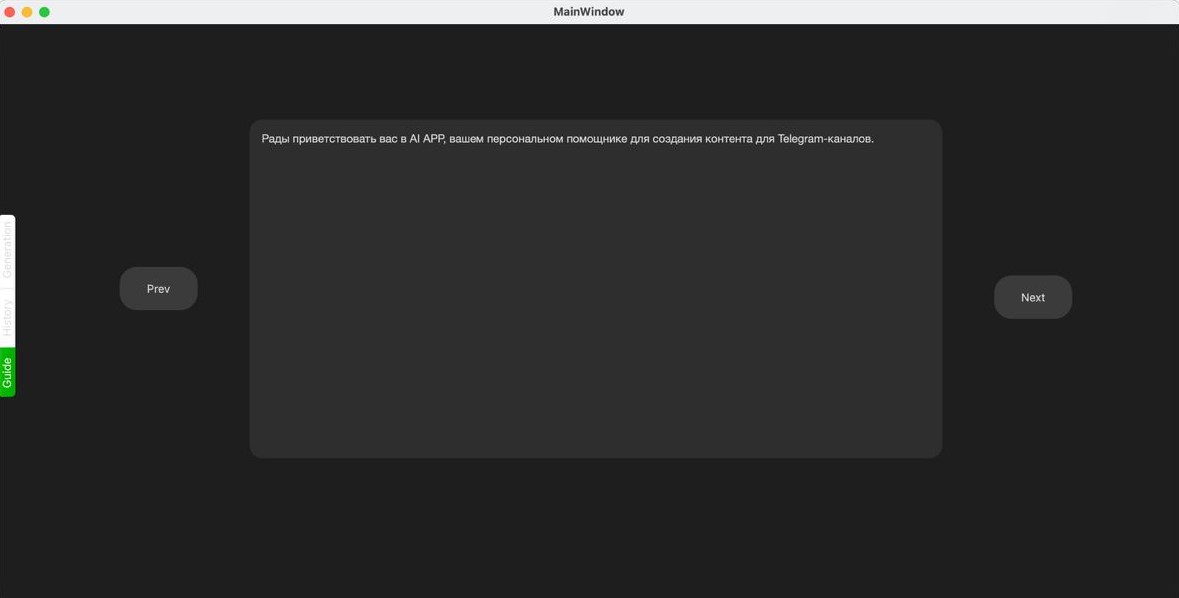 MainWindow
Рады приветствовать вас в AI APP, вашем персональном помощнике для создания контента для Telegram-каналов.
Generation
History
Guide
Prev
Next